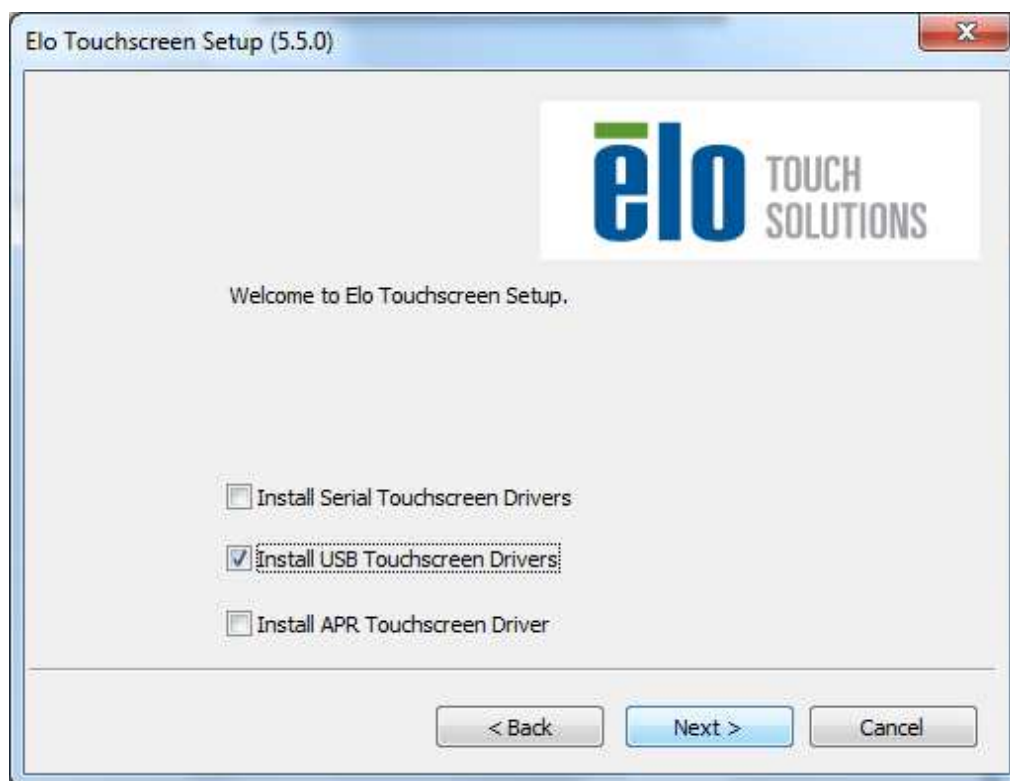 Elo Touchscreen Setup (5.5.0)
ēlo TOUCH
SOLUTIONS
Welcome to Elo Touchscreen Setup.
Install Serial Touchscreen Drivers
Install USB Touchscreen Drivers
Install APR Touchscreen Driver
< Back Next > Cancel